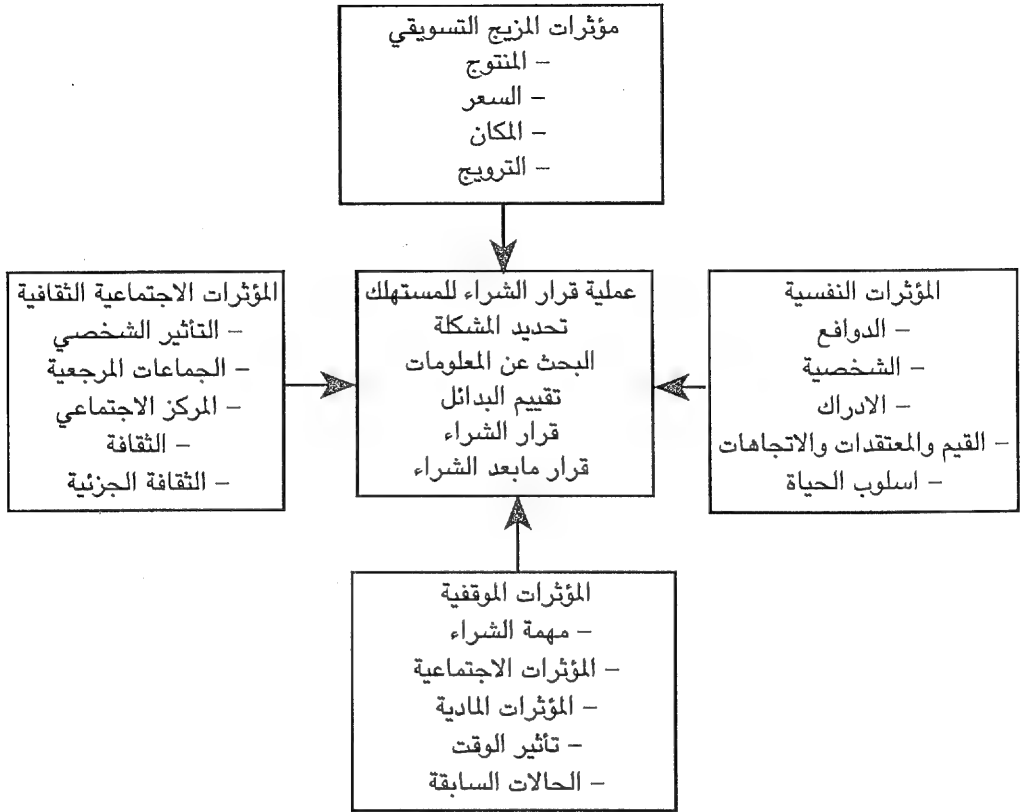 مؤثرات المزيج التسويقي
– المنتوج
– السعر
– المكان
– الترويج
المؤثرات النفسية
– الدوافع
– الشخصية
– الادراك
– القيم والمعتقدات والاتجاهات
– اسلوب الحياة
عملية قرار الشراء للمستهلك
تحديد المشكلة
البحث عن المعلومات
تقييم البدائل
قرار الشراء
قرار مابعد الشراء
المؤثرات الاجتماعية الثقافية
– التأثير الشخصي
– الجماعات المرجعية
– المركز الاجتماعي
– الثقافة
– الثقافة الجزئية
المؤثرات الموقفية
– مهمة الشراء
– المؤثرات الاجتماعية
– المؤثرات المادية
– تأثير الوقت
– الحالات السابقة